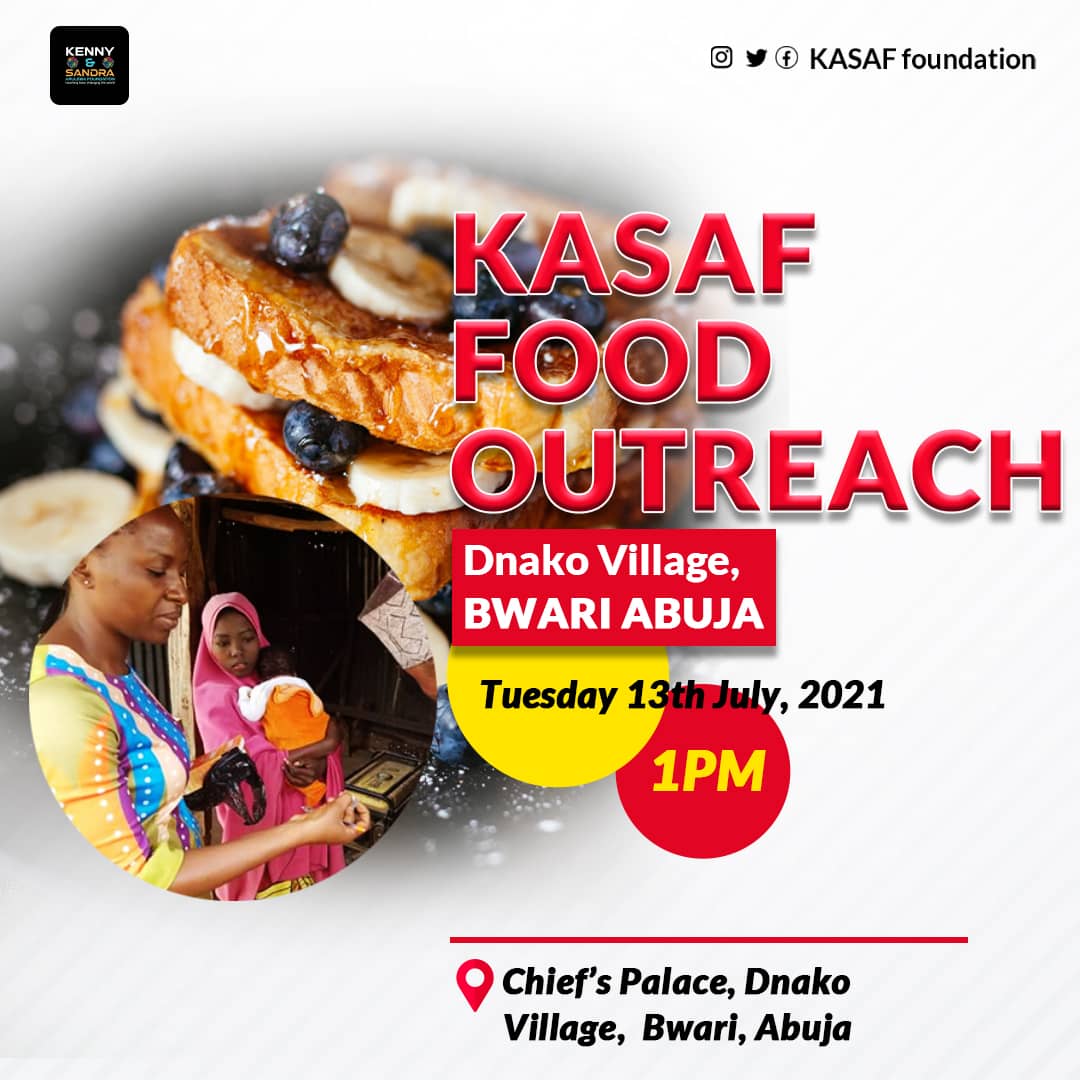 KENNY
&
SANDRA
KASAF foundation
KASAF
FOOD
OUTREACH
Dnako Village,
BWARI ABUJA
Tuesday 13th July, 2021
1PM
Chief's Palace, Dnako
Village, Bwari, Abuja